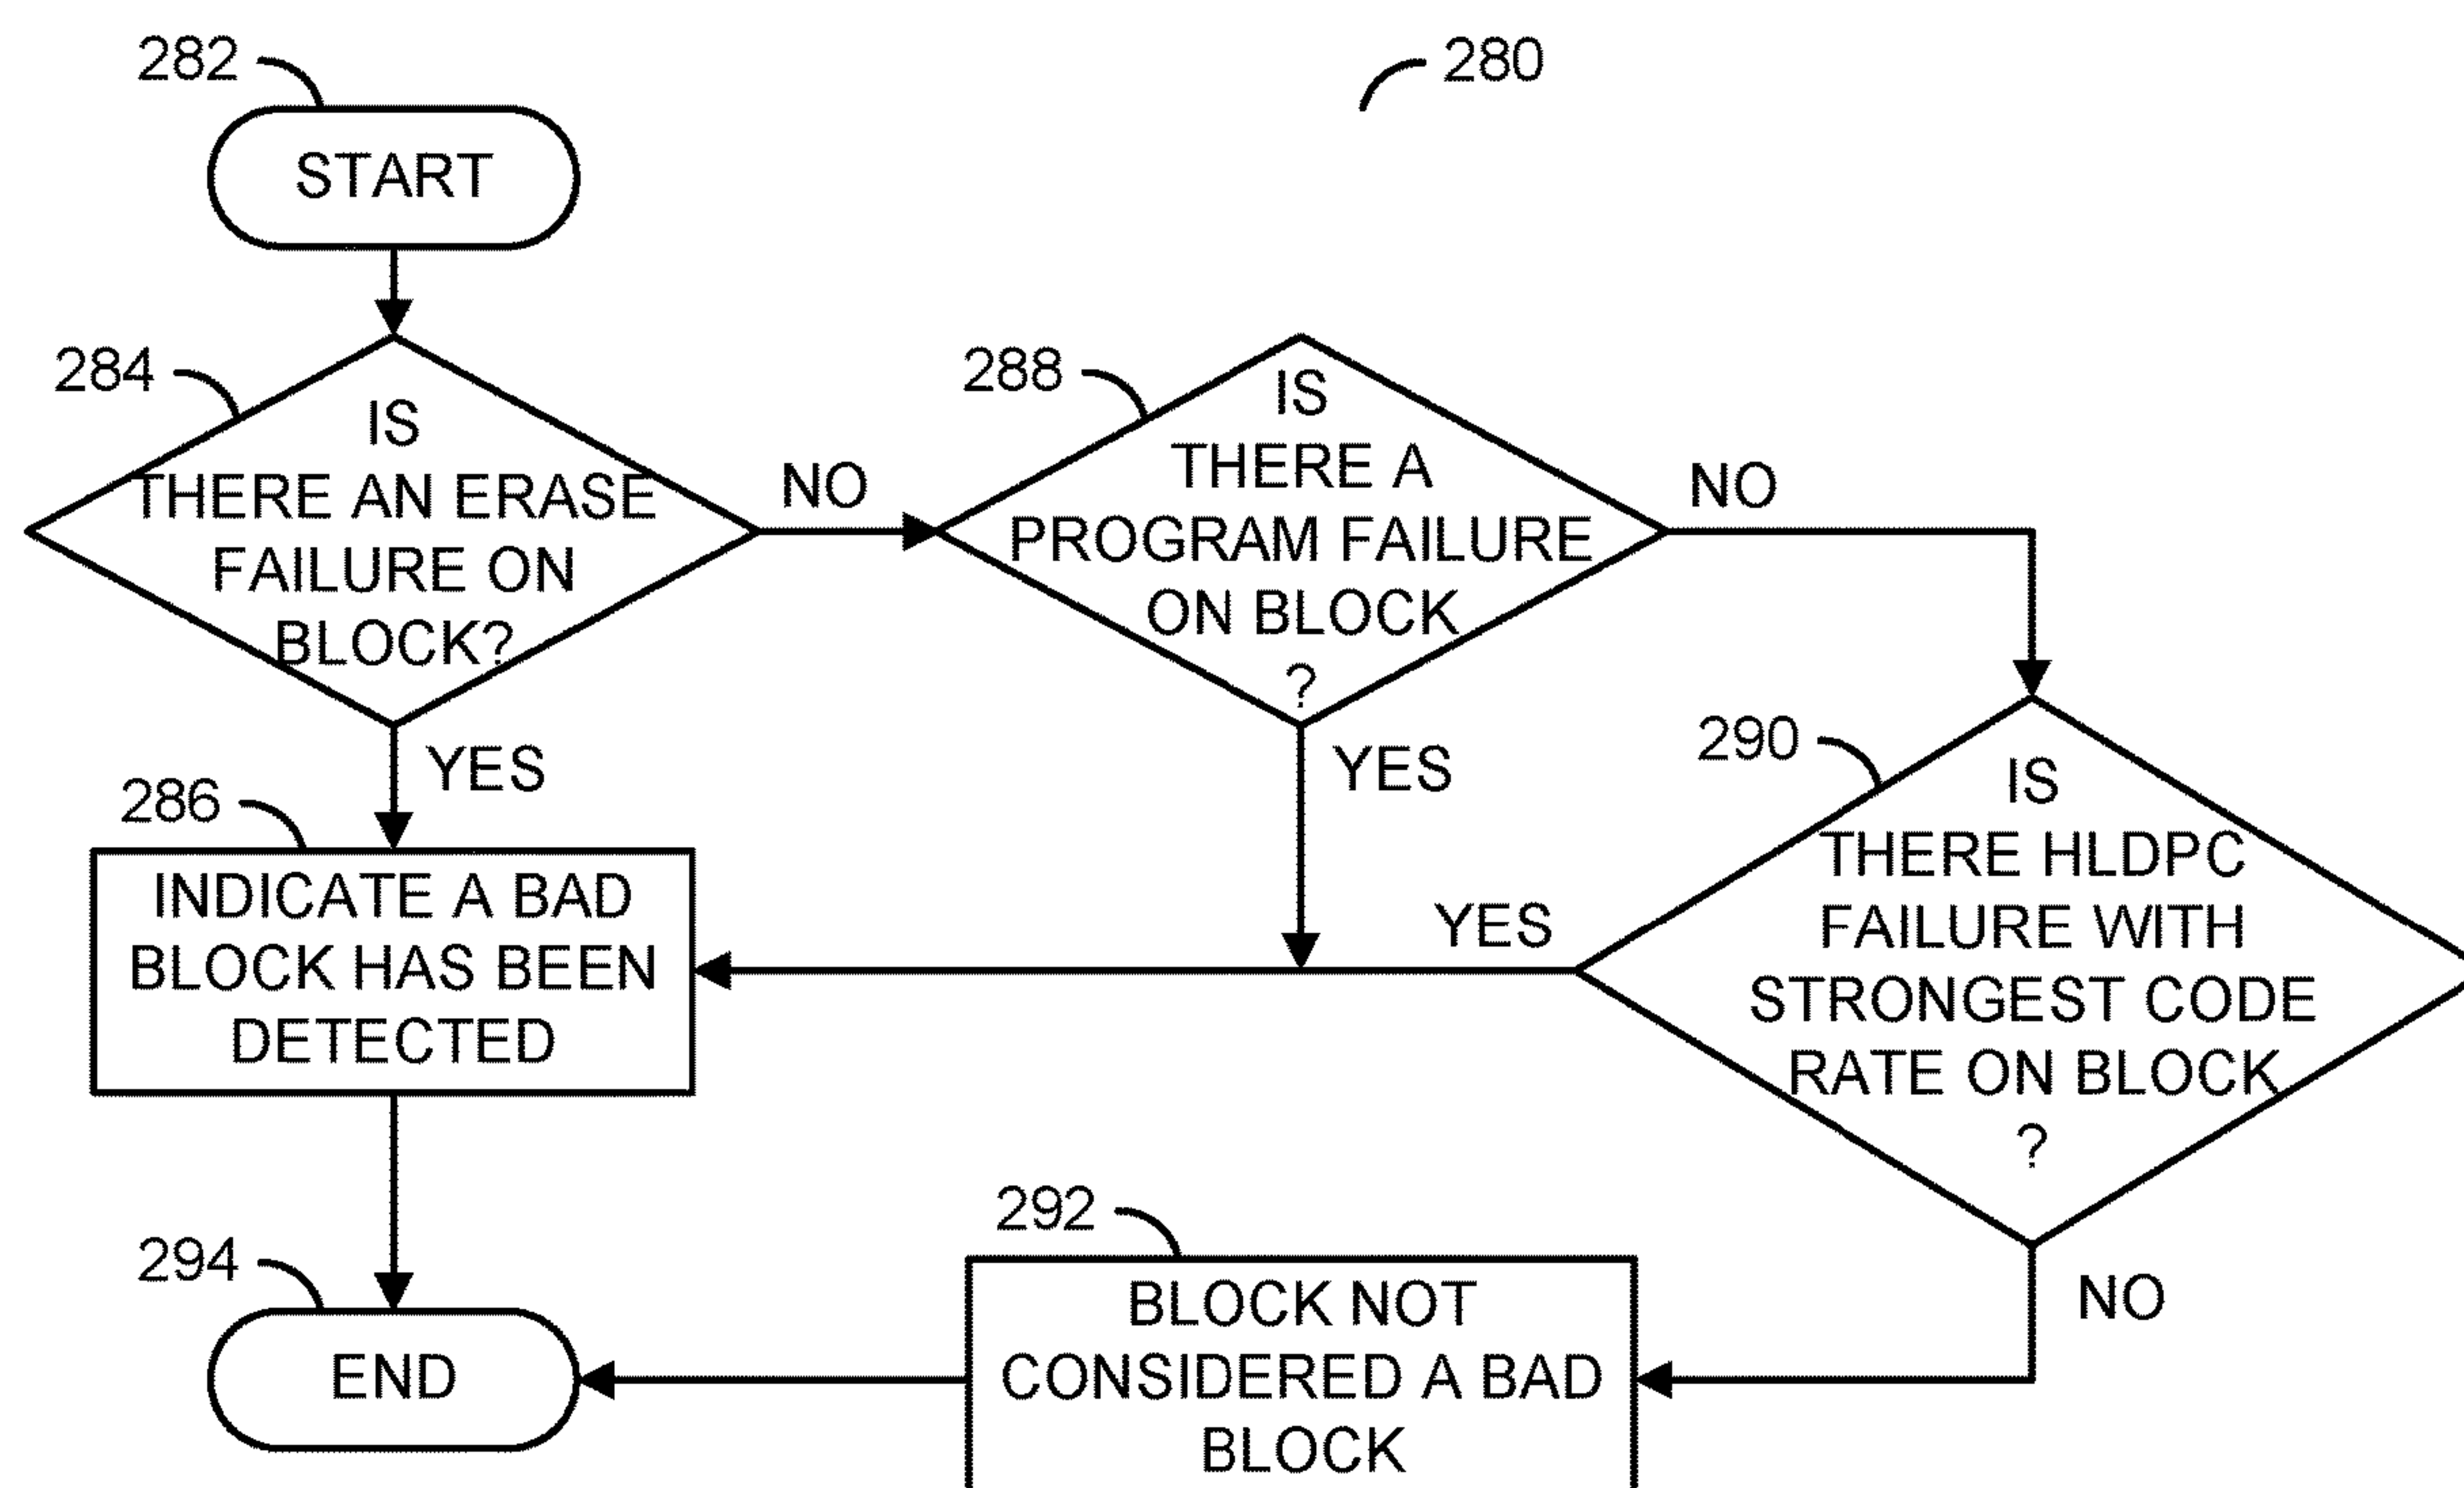 282
280
START
284
IS
THERE AN ERASE
FAILURE ON
BLOCK?
NO
288
IS
THERE A
PROGRAM FAILURE
ON BLOCK
?
NO
YES
YES
290
IS
THERE HLDPC
FAILURE WITH
STRONGEST CODE
RATE ON BLOCK
?
YES
NO
286
INDICATE A BAD
BLOCK HAS BEEN
DETECTED
292
BLOCK NOT
CONSIDERED A BAD
BLOCK
294
END